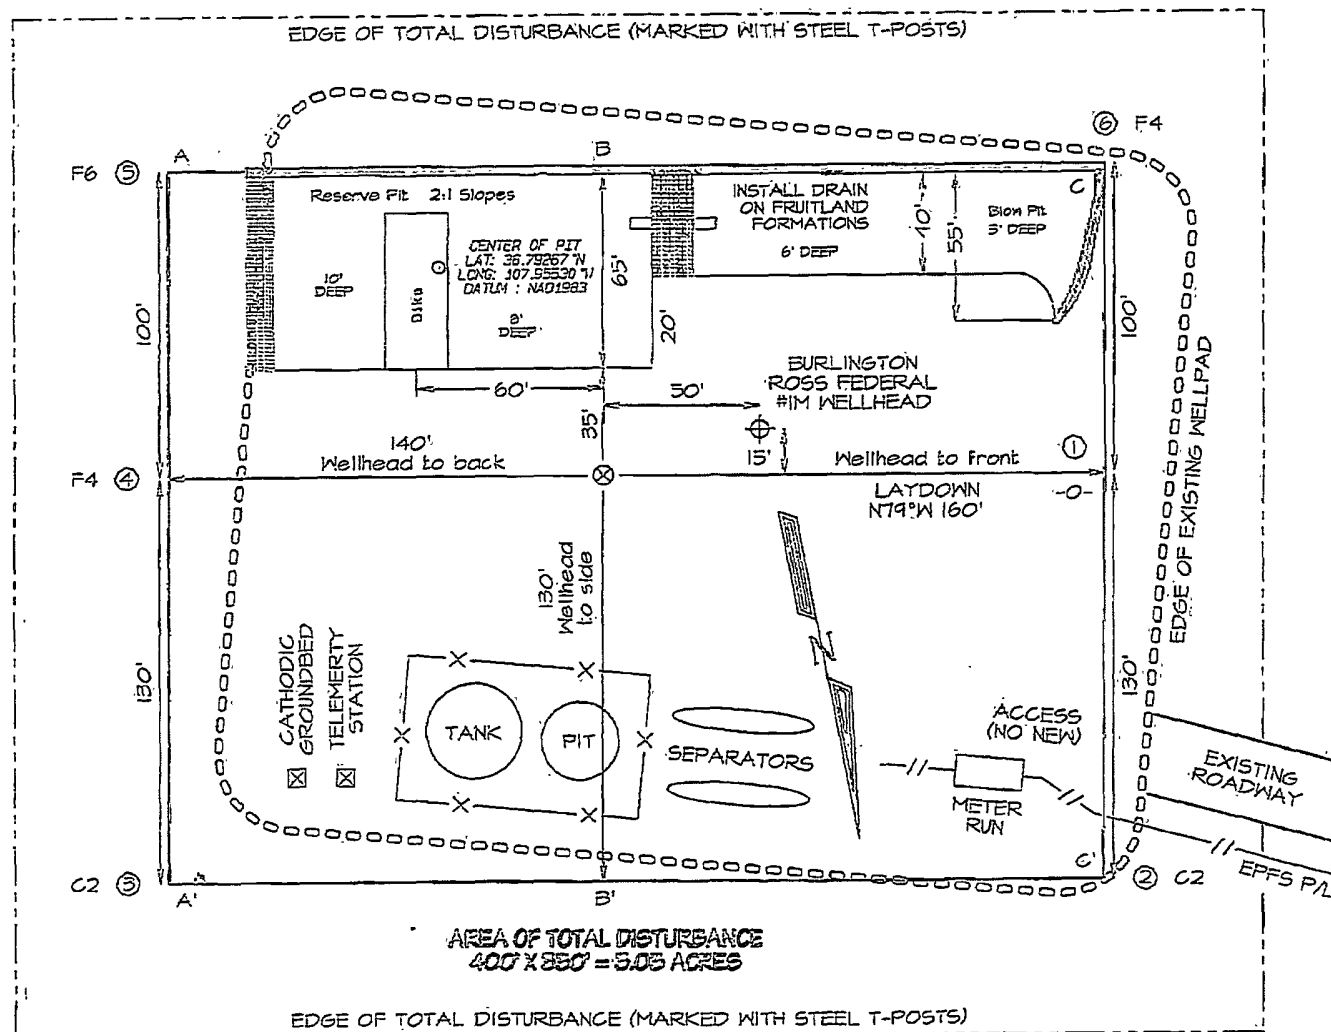 EDGE OF TOTAL DISTURBANCE (MARKED WITH STEEL T-POSTS)
⑥ F4
A
B
F6 ⑤
C
Reserve Pit 2:1 Slopes
INSTALL DRAIN
ON FRUITLAND
FORMATIONS
6' DEEP
40'
55'
Blow Pit
5' DEEP
CENTER OF PIT
LAT: 36.79267°N
LONG: 107.95530°W
DATUM : NAD1983
10'
DEEP
Dike
8'
DEEP
65'
20'
100'
100'
60'
50'
BURLINGTON
ROSS FEDERAL
#1M WELLHEAD
35'
15'
140'
Wellhead to back
Wellhead to front
①
F4 ④
LAYDOWN
N79°W 160'
-0-
EDGE OF EXISTING WELLPAD
130'
Wellhead
to side
N
130'
130'
CATHODIC
GROUNDBED
TELEMERTY
STATION
TANK
PIT
SEPARATORS
ACCESS
(NO NEW)
METER
RUN
EXISTING
ROADWAY
EPFS P/L
C2 ③
A'
B'
C'
② C2
AREA OF TOTAL DISTURBANCE
400' X 550' = 5.05 ACRES
EDGE OF TOTAL DISTURBANCE (MARKED WITH STEEL T-POSTS)